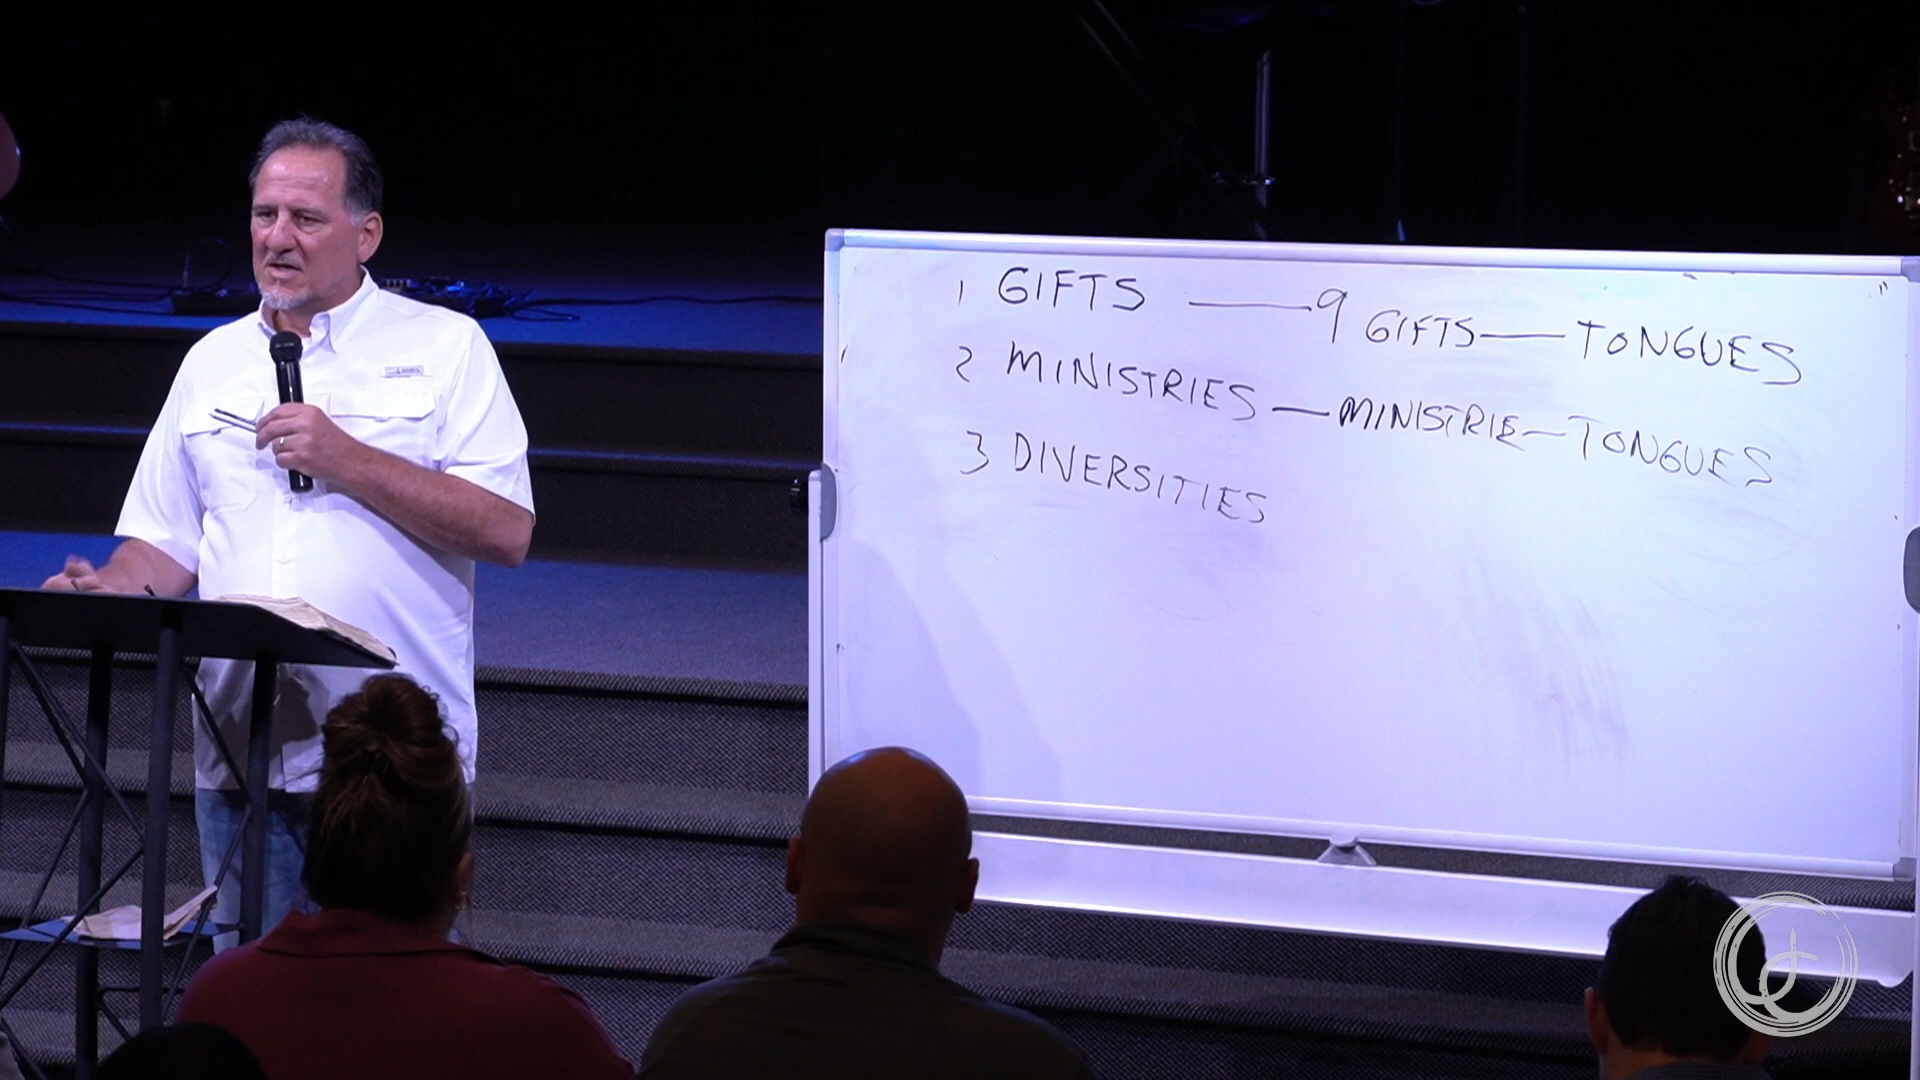 1 GIFTS — 9 GIFTS — TONGUES
2 MINISTRIES — MINISTRIE — TONGUES
3 DIVERSITIES